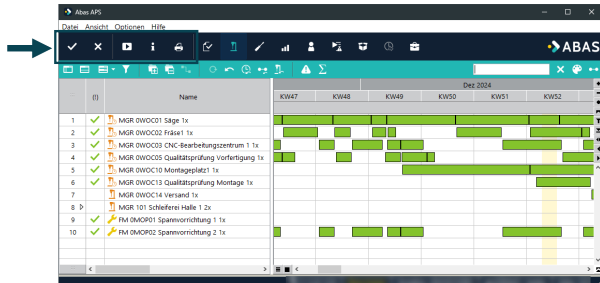 Abas APS
Datei Ansicht Optionen Hilfe
ABAS
Dez 2024
(!) Name KW47 KW48 KW49 KW50 KW51 KW52
1 MGR 0WOC01 Säge 1x
2 MGR 0WOC02 Fräse1 1x
3 MGR 0WOC03 CNC-Bearbeitungszentrum 1 1x
4 MGR 0WOC05 Qualitätsprüfung Vorfertigung 1x
5 MGR 0WOC10 Montageplatz1 1x
6 MGR 0WOC13 Qualitätsprüfung Montage 1x
7 MGR 0WOC14 Versand 1x
8 MGR 101 Schleiferei Halle 1 2x
9 FM 0MOP01 Spannvorrichtung 1 1x
10 FM 0MOP02 Spannvorrichtung 2 1x